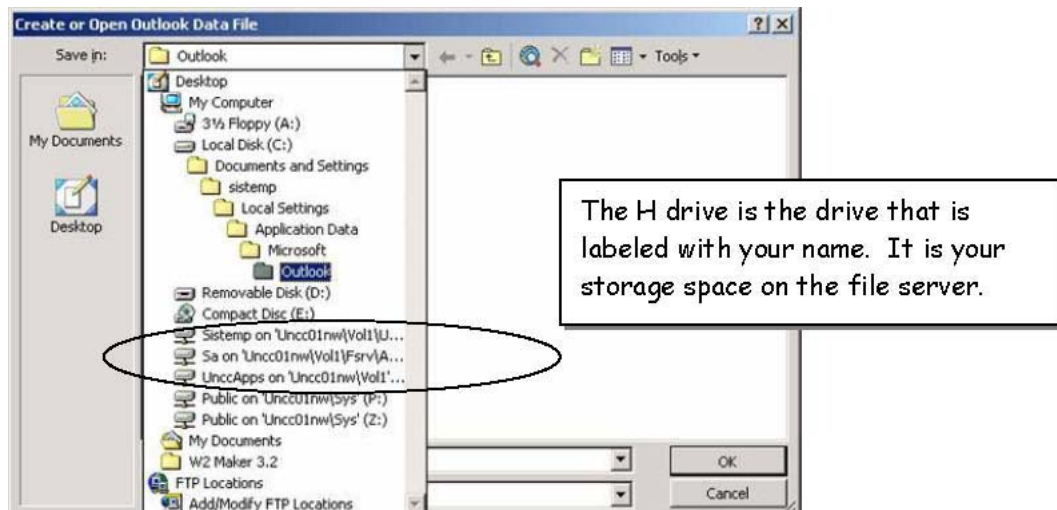 Create or Open Outlook Data File
Save in:
Outlook
Tools
Desktop
My Computer
3½ Floppy (A:)
Local Disk (C:)
Documents and Settings
sistemp
Local Settings
Application Data
Microsoft
Outlook
Removable Disk (D:)
Compact Disc (E:)
Sistemp on 'Uncc01nw\Vol1\U...
Sa on 'Uncc01nw\Vol1\Fsrv\A...
UnccApps on 'Uncc01nw\Vol1'...
Public on 'Uncc01nw\Sys' (P:)
Public on 'Uncc01nw\Sys' (Z:)
My Documents
W2 Maker 3.2
FTP Locations
Add/Modify FTP Locations
My Documents
Desktop
OK
Cancel
The H drive is the drive that is
labeled with your name. It is your
storage space on the file server.